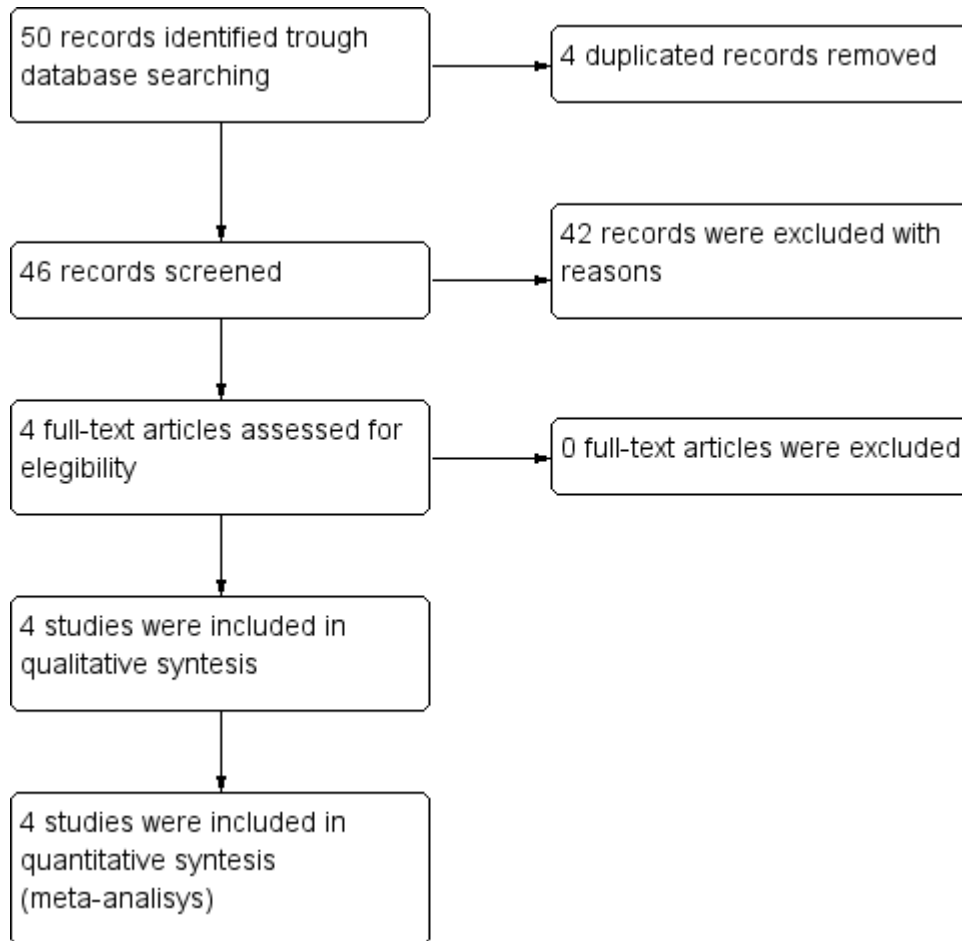 50 records identified trough
database searching
4 duplicated records removed
42 records were excluded with
reasons
46 records screened
4 full-text articles assessed for
elegibility
0 full-text articles were excluded
4 studies were included in
qualitative syntesis
4 studies were included in
quantitative syntesis
(meta-analisys)